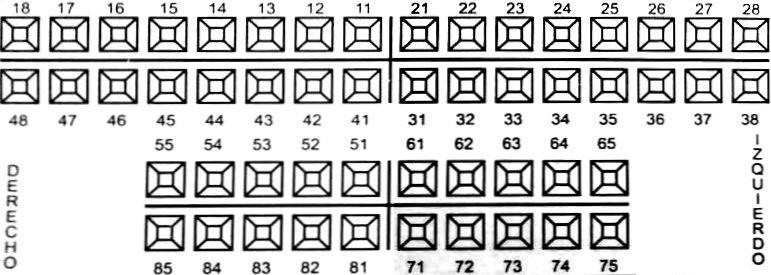 18 17 16 15 14 13 12 11 21 22 23 24 25 26 27 28
48 47 46 45 44 43 42 41 31 32 33 34 35 36 37 38
55 54 53 52 51 61 62 63 64 65
DERECHO
IZQUIERDO
85 84 83 82 81 71 72 73 74 75